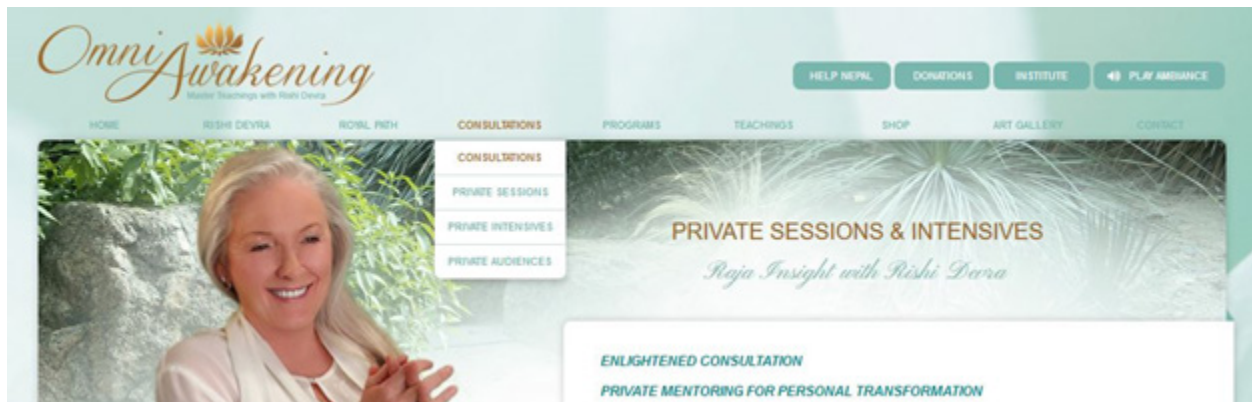 Omni Awakening
Master Teachings with Rishi Devra
HELP NEPAL DONATIONS INSTITUTE PLAY AMBIANCE
HOME RISHI DEVRA ROYAL PATH CONSULTATIONS PROGRAMS TEACHINGS SHOP ART GALLERY CONTACT
CONSULTATIONS
PRIVATE SESSIONS
PRIVATE INTENSIVES
PRIVATE AUDIENCES
PRIVATE SESSIONS & INTENSIVES
Raja Insight with Rishi Devra
ENLIGHTENED CONSULTATION
PRIVATE MENTORING FOR PERSONAL TRANSFORMATION